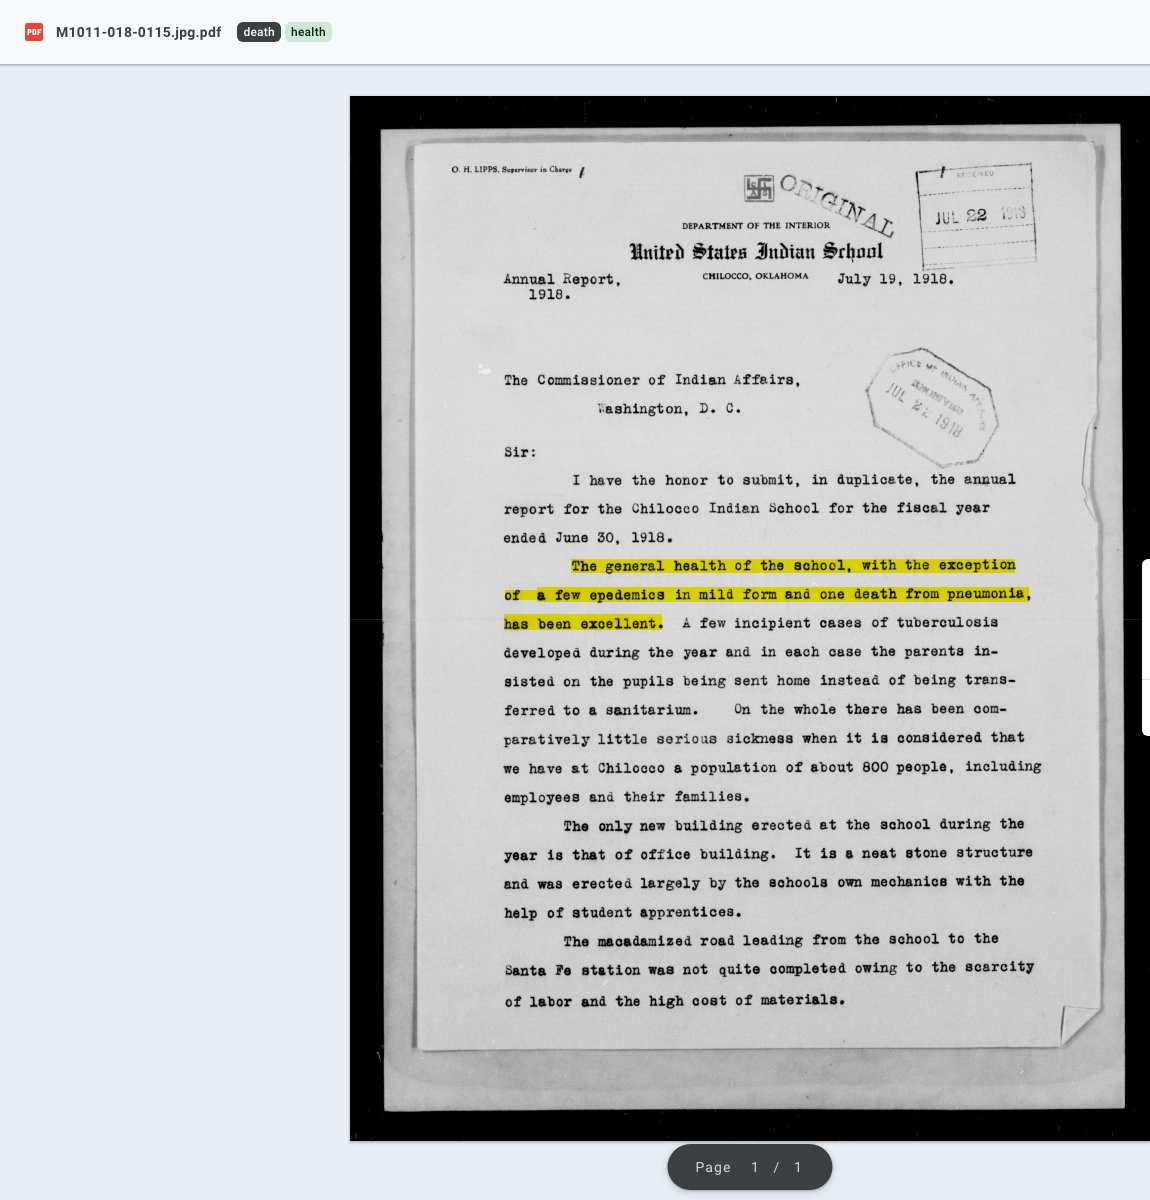 PDF M1011-018-0115.jpg.pdf death health
O. H. LIPPS, Supervisor in Charge
ORIGINAL
RECEIVED
JUL 22 1918
DEPARTMENT OF THE INTERIOR
United States Indian School
CHILOCCO, OKLAHOMA
Annual Report,
1918.
July 19, 1918.
OFFICE OF INDIAN AFFAIRS
JUL 22 1918
The Commissioner of Indian Affairs,
Washington, D. C.
Sir:
I have the honor to submit, in duplicate, the annual
report for the Chilocco Indian School for the fiscal year
ended June 30, 1918.
The general health of the school, with the exception
of a few epedemics in mild form and one death from pneumonia,
has been excellent. A few incipient cases of tuberculosis
developed during the year and in each case the parents in-
sisted on the pupils being sent home instead of being trans-
ferred to a sanitarium. On the whole there has been com-
paratively little serious sickness when it is considered that
we have at Chilocco a population of about 800 people, including
employees and their families.
The only new building erected at the school during the
year is that of office building. It is a neat stone structure
and was erected largely by the schools own mechanics with the
help of student apprentices.
The macadamized road leading from the school to the
Santa Fe station was not quite completed owing to the scarcity
of labor and the high cost of materials.
Page 1 / 1